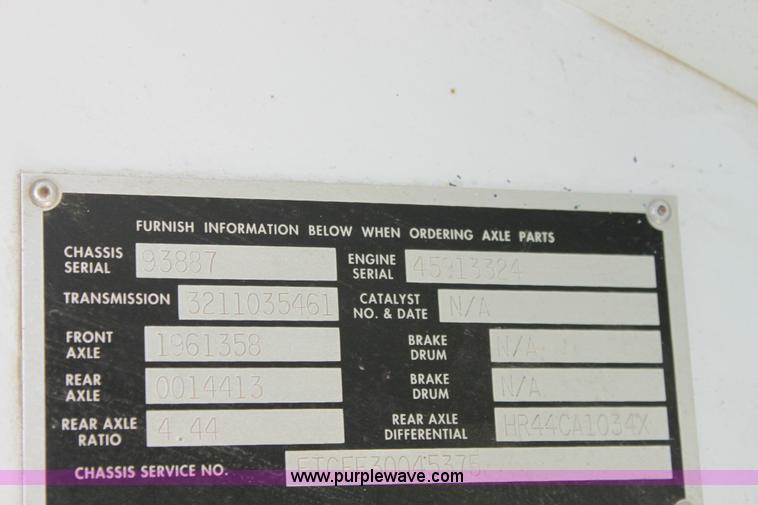 FURNISH INFORMATION BELOW WHEN ORDERING AXLE PARTS
CHASSIS SERIAL 93887 ENGINE SERIAL 45913324
TRANSMISSION 3211035461 CATALYST NO. & DATE N/A
FRONT AXLE 1961358 BRAKE DRUM N/A
REAR AXLE 0014413 BRAKE DRUM N/A
REAR AXLE RATIO 4.44 REAR AXLE DIFFERENTIAL HR44CA1034X
CHASSIS SERVICE NO.
www.purplewave.com